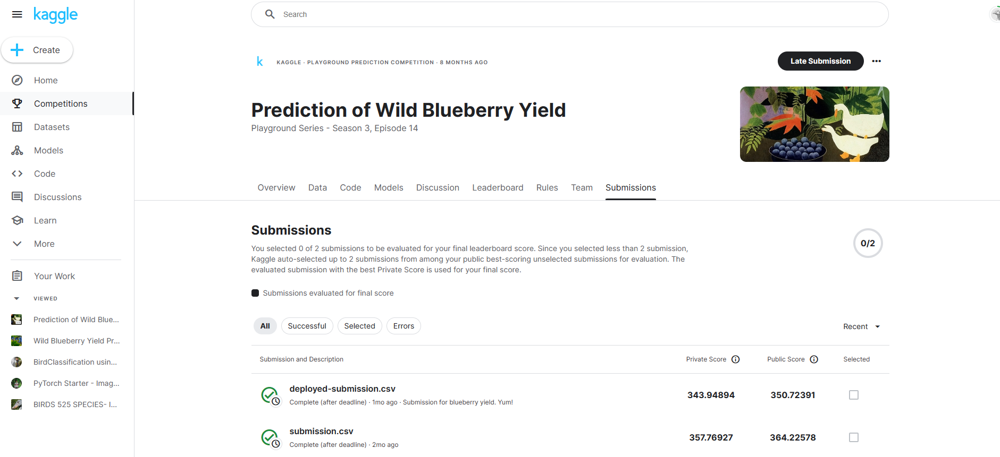 kaggle
Search
Create
Home
Competitions
Datasets
Models
Code
Discussions
Learn
More
Your Work
VIEWED
Prediction of Wild Blue...
Wild Blueberry Yield Pr...
BirdClassification usin...
PyTorch Starter - Imag...
BIRDS 525 SPECIES- I...
k
KAGGLE · PLAYGROUND PREDICTION COMPETITION · 8 MONTHS AGO
Late Submission
Prediction of Wild Blueberry Yield
Playground Series - Season 3, Episode 14
Overview Data Code Models Discussion Leaderboard Rules Team Submissions
Submissions
You selected 0 of 2 submissions to be evaluated for your final leaderboard score. Since you selected less than 2 submission,
Kaggle auto-selected up to 2 submissions from among your public best-scoring unselected submissions for evaluation. The
evaluated submission with the best Private Score is used for your final score.
0/2
Submissions evaluated for final score
All Successful Selected Errors
Recent
Submission and Description Private Score Public Score Selected
deployed-submission.csv
Complete (after deadline) · 1mo ago · Submission for blueberry yield. Yum!
343.94894 350.72391
submission.csv
Complete (after deadline) · 2mo ago
357.76927 364.22578